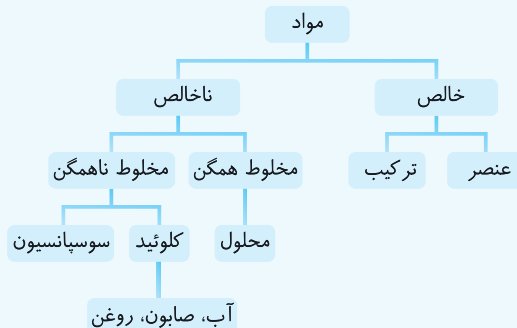 مواد
خالص
ناخالص
عنصر
ترکیب
مخلوط همگن
مخلوط ناهمگن
محلول
کلوئید
سوسپانسیون
آب، صابون، روغن